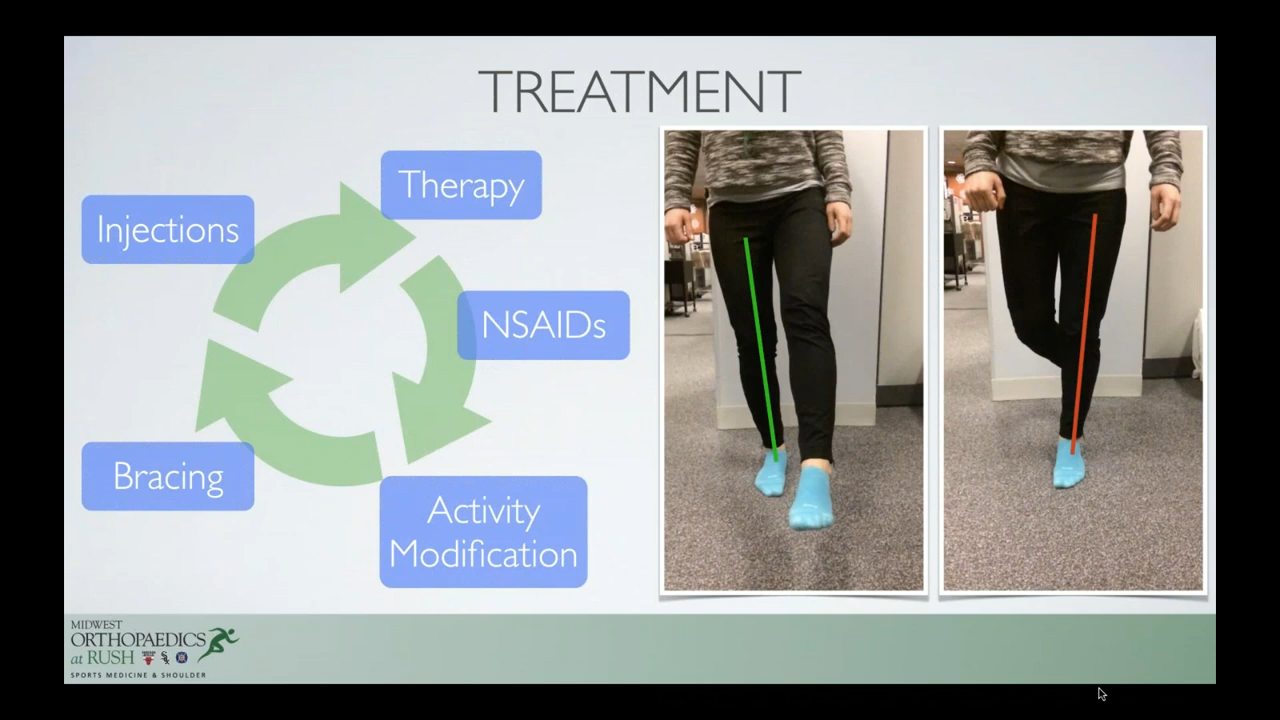 TREATMENT
Therapy
Injections
NSAIDs
Bracing
Activity
Modification
MIDWEST
ORTHOPAEDICS
at RUSH
SPORTS MEDICINE & SHOULDER